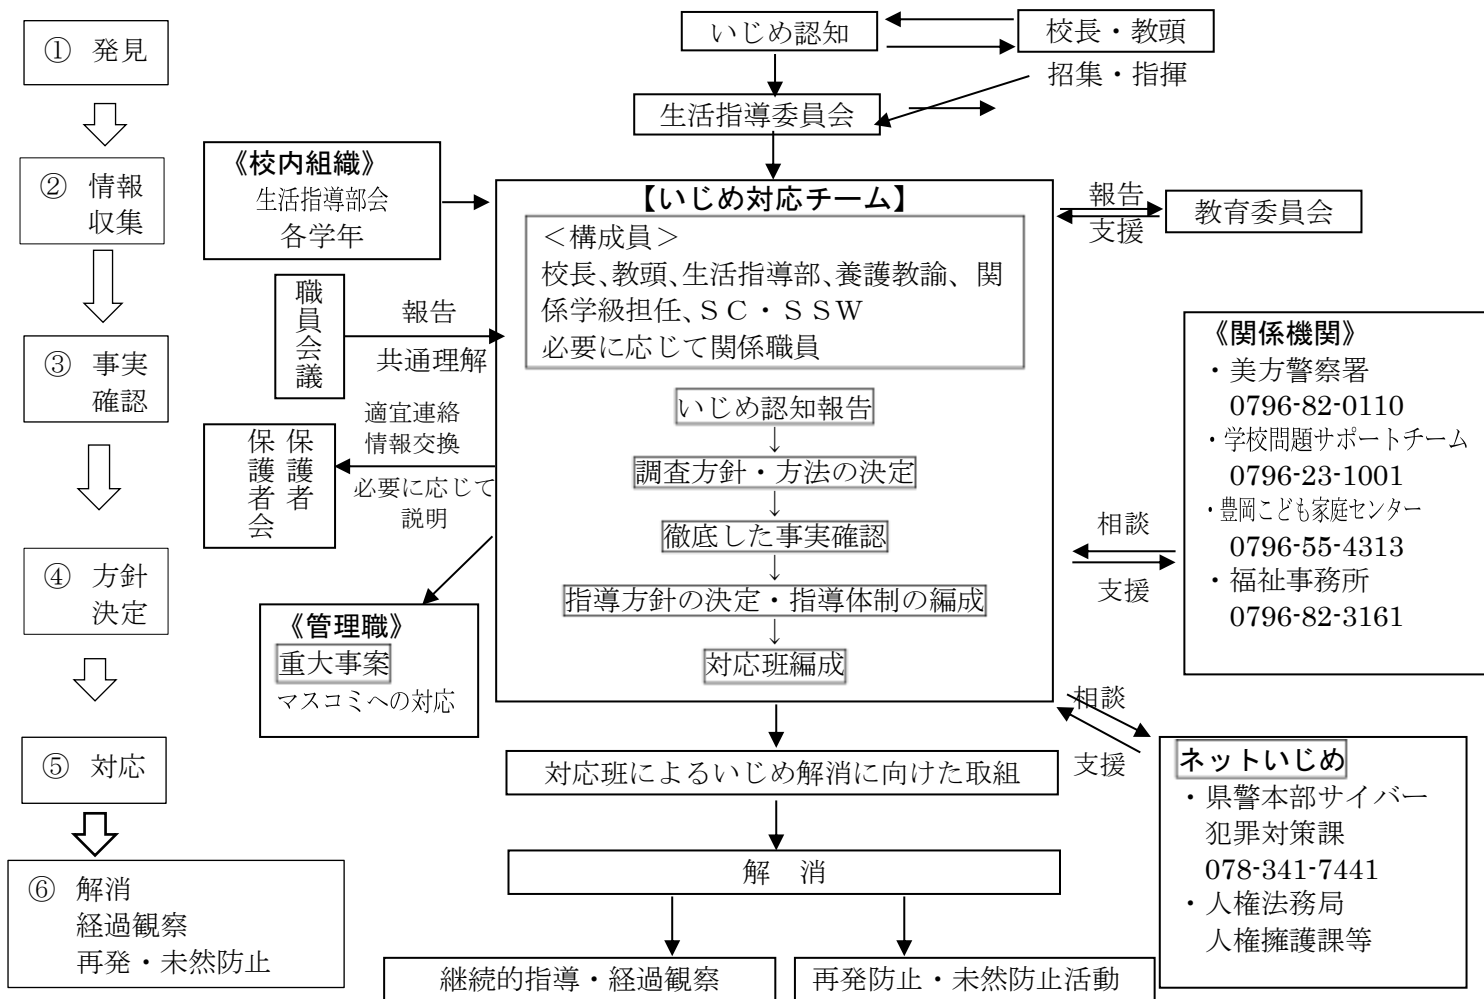 ① 発見
② 情報
収集
③ 事実
確認
④ 方針
決定
⑤ 対応
⑥ 解消
経過観察
再発・未然防止
いじめ認知
校長・教頭
招集・指揮
生活指導委員会
《校内組織》
生活指導部会
各学年
職員会議
報告
共通理解
保護者
保護者会
適宜連絡
情報交換
必要に応じて
説明
《管理職》
重大事案
マスコミへの対応
【いじめ対応チーム】
＜構成員＞
校長、教頭、生活指導部、養護教諭、関
係学級担任、ＳＣ・ＳＳＷ
必要に応じて関係職員
いじめ認知報告
↓
調査方針・方法の決定
↓
徹底した事実確認
↓
指導方針の決定・指導体制の編成
↓
対応班編成
報告
支援
教育委員会
《関係機関》
・美方警察署
0796-82-0110
・学校問題サポートチーム
0796-23-1001
・豊岡こども家庭センター
0796-55-4313
・福祉事務所
0796-82-3161
相談
支援
相談
支援
ネットいじめ
・県警本部サイバー
犯罪対策課
078-341-7441
・人権法務局
人権擁護課等
対応班によるいじめ解消に向けた取組
解　消
継続的指導・経過観察
再発防止・未然防止活動